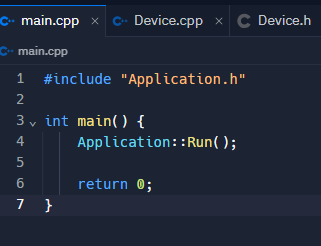 main.cpp × Device.cpp Device.h
main.cpp
1 #include "Application.h"
2
3 int main() {
4 Application::Run();
5
6 return 0;
7 }